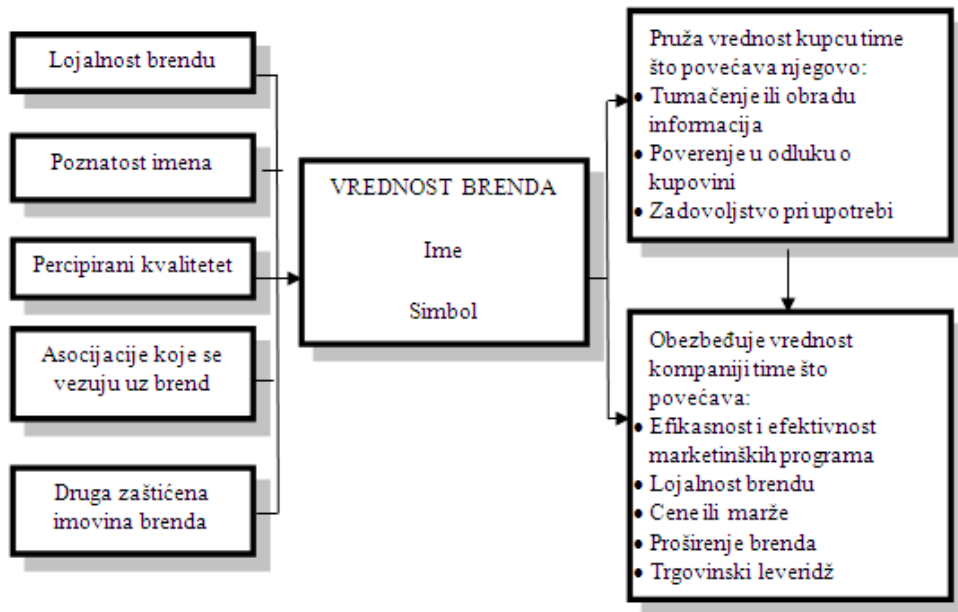 Lojalnost brendu
Poznatost imena
Percipirani kvalitetet
Asocijacije koje se
vezuju uz brend
Druga zaštićena
imovina brenda
VREDNOST BRENDA
Ime
Simbol
Pruža vrednost kupcu time
što povećava njegovo:
• Tumačenje ili obradu
informacija
• Poverenje u odluku o
kupovini
• Zadovoljstvo pri upotrebi
Obezbeđuje vrednost
kompaniji time što
povećava:
• Efikasnost i efektivnost
marketinških programa
• Lojalnost brendu
• Cene ili marže
• Proširenje brenda
• Trgovinski leveridž